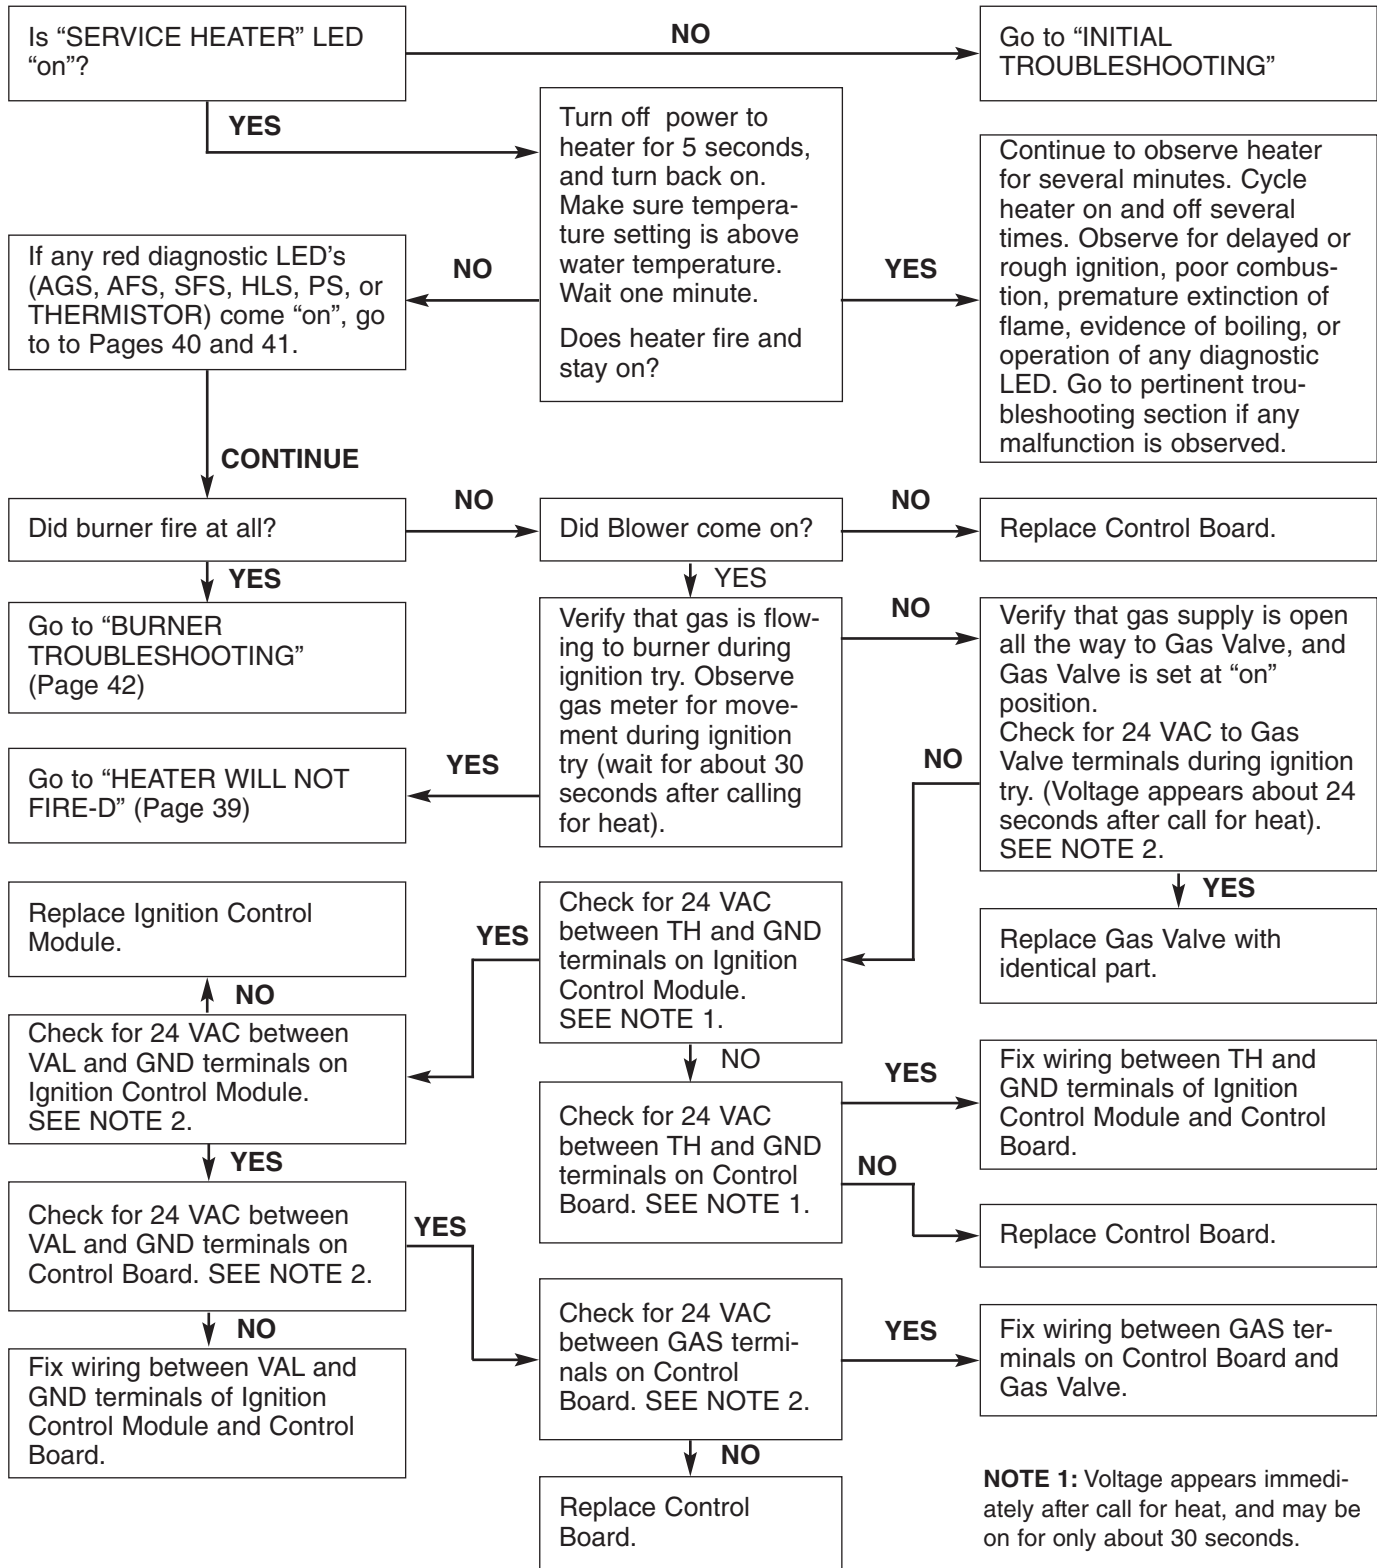 Is “SERVICE HEATER” LED
“on”?
NO
Go to “INITIAL
TROUBLESHOOTING”
YES
Turn off  power to
heater for 5 seconds,
and turn back on.
Make sure tempera-
ture setting is above
water temperature.
Wait one minute.
Does heater fire and
stay on?
YES
Continue to observe heater
for several minutes. Cycle
heater on and off several
times. Observe for delayed or
rough ignition, poor combus-
tion, premature extinction of
flame, evidence of boiling, or
operation of any diagnostic
LED. Go to pertinent trou-
bleshooting section if any
malfunction is observed.
NO
If any red diagnostic LED’s
(AGS, AFS, SFS, HLS, PS, or
THERMISTOR) come “on”, go
to to Pages 40 and 41.
CONTINUE
Did burner fire at all?
NO
Did Blower come on?
NO
Replace Control Board.
YES
Go to “BURNER
TROUBLESHOOTING”
(Page 42)
YES
Verify that gas is flow-
ing to burner during
ignition try. Observe
gas meter for move-
ment during ignition
try (wait for about 30
seconds after calling
for heat).
NO
Verify that gas supply is open
all the way to Gas Valve, and
Gas Valve is set at “on”
position.
Check for 24 VAC to Gas
Valve terminals during ignition
try. (Voltage appears about 24
seconds after call for heat).
SEE NOTE 2.
YES
Go to “HEATER WILL NOT
FIRE-D” (Page 39)
NO
YES
Replace Gas Valve with
identical part.
Check for 24 VAC
between TH and GND
terminals on Ignition
Control Module.
SEE NOTE 1.
YES
Replace Ignition Control
Module.
NO
Check for 24 VAC between
VAL and GND terminals on
Ignition Control Module.
SEE NOTE 2.
NO
Check for 24 VAC
between TH and GND
terminals on Control
Board. SEE NOTE 1.
YES
Fix wiring between TH and
GND terminals of Ignition
Control Module and Control
Board.
NO
Replace Control Board.
YES
Check for 24 VAC between
VAL and GND terminals on
Control Board. SEE NOTE 2.
YES
Check for 24 VAC
between GAS termi-
nals on Control
Board. SEE NOTE 2.
YES
Fix wiring between GAS ter-
minals on Control Board and
Gas Valve.
NO
Fix wiring between VAL and
GND terminals of Ignition
Control Module and Control
Board.
NO
Replace Control
Board.
NOTE 1: Voltage appears immedi-
ately after call for heat, and may be
on for only about 30 seconds.